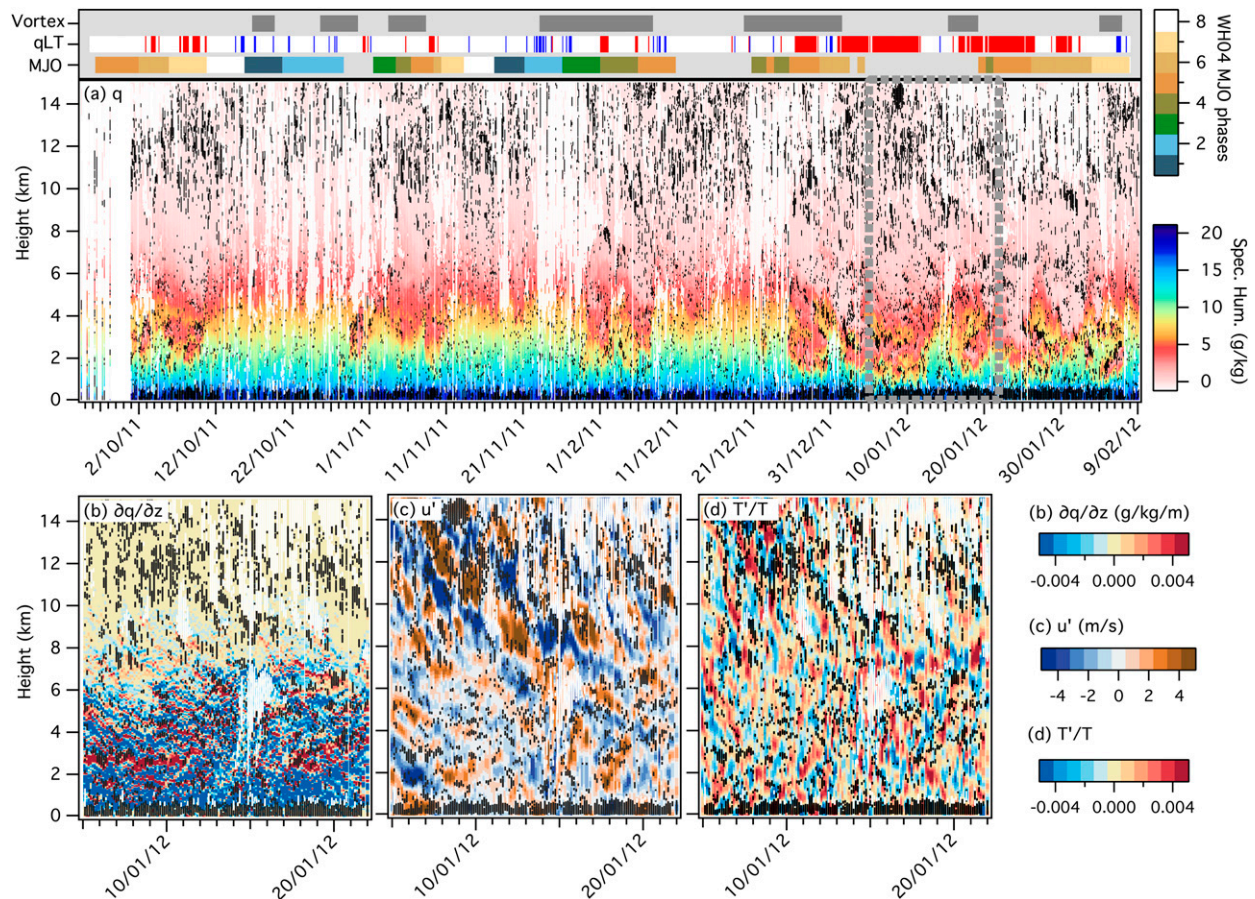 Vortex
qLT
MJO
(a) q
14
12
10
8
6
4
2
0
Height (km)
2/10/11
12/10/11
22/10/11
1/11/11
11/11/11
21/11/11
1/12/11
11/12/11
21/12/11
31/12/11
10/01/12
20/01/12
30/01/12
9/02/12
8
6
4
2
WH04 MJO phases
20
15
10
5
0
Spec. Hum. (g/kg)
(b) ∂q/∂z
(c) u'
(d) T'/T
14
12
10
8
6
4
2
0
Height (km)
10/01/12
20/01/12
10/01/12
20/01/12
10/01/12
20/01/12
(b) ∂q/∂z (g/kg/m)
-0.004 0.000 0.004
(c) u' (m/s)
-4 -2 0 2 4
(d) T'/T
-0.004 0.000 0.004